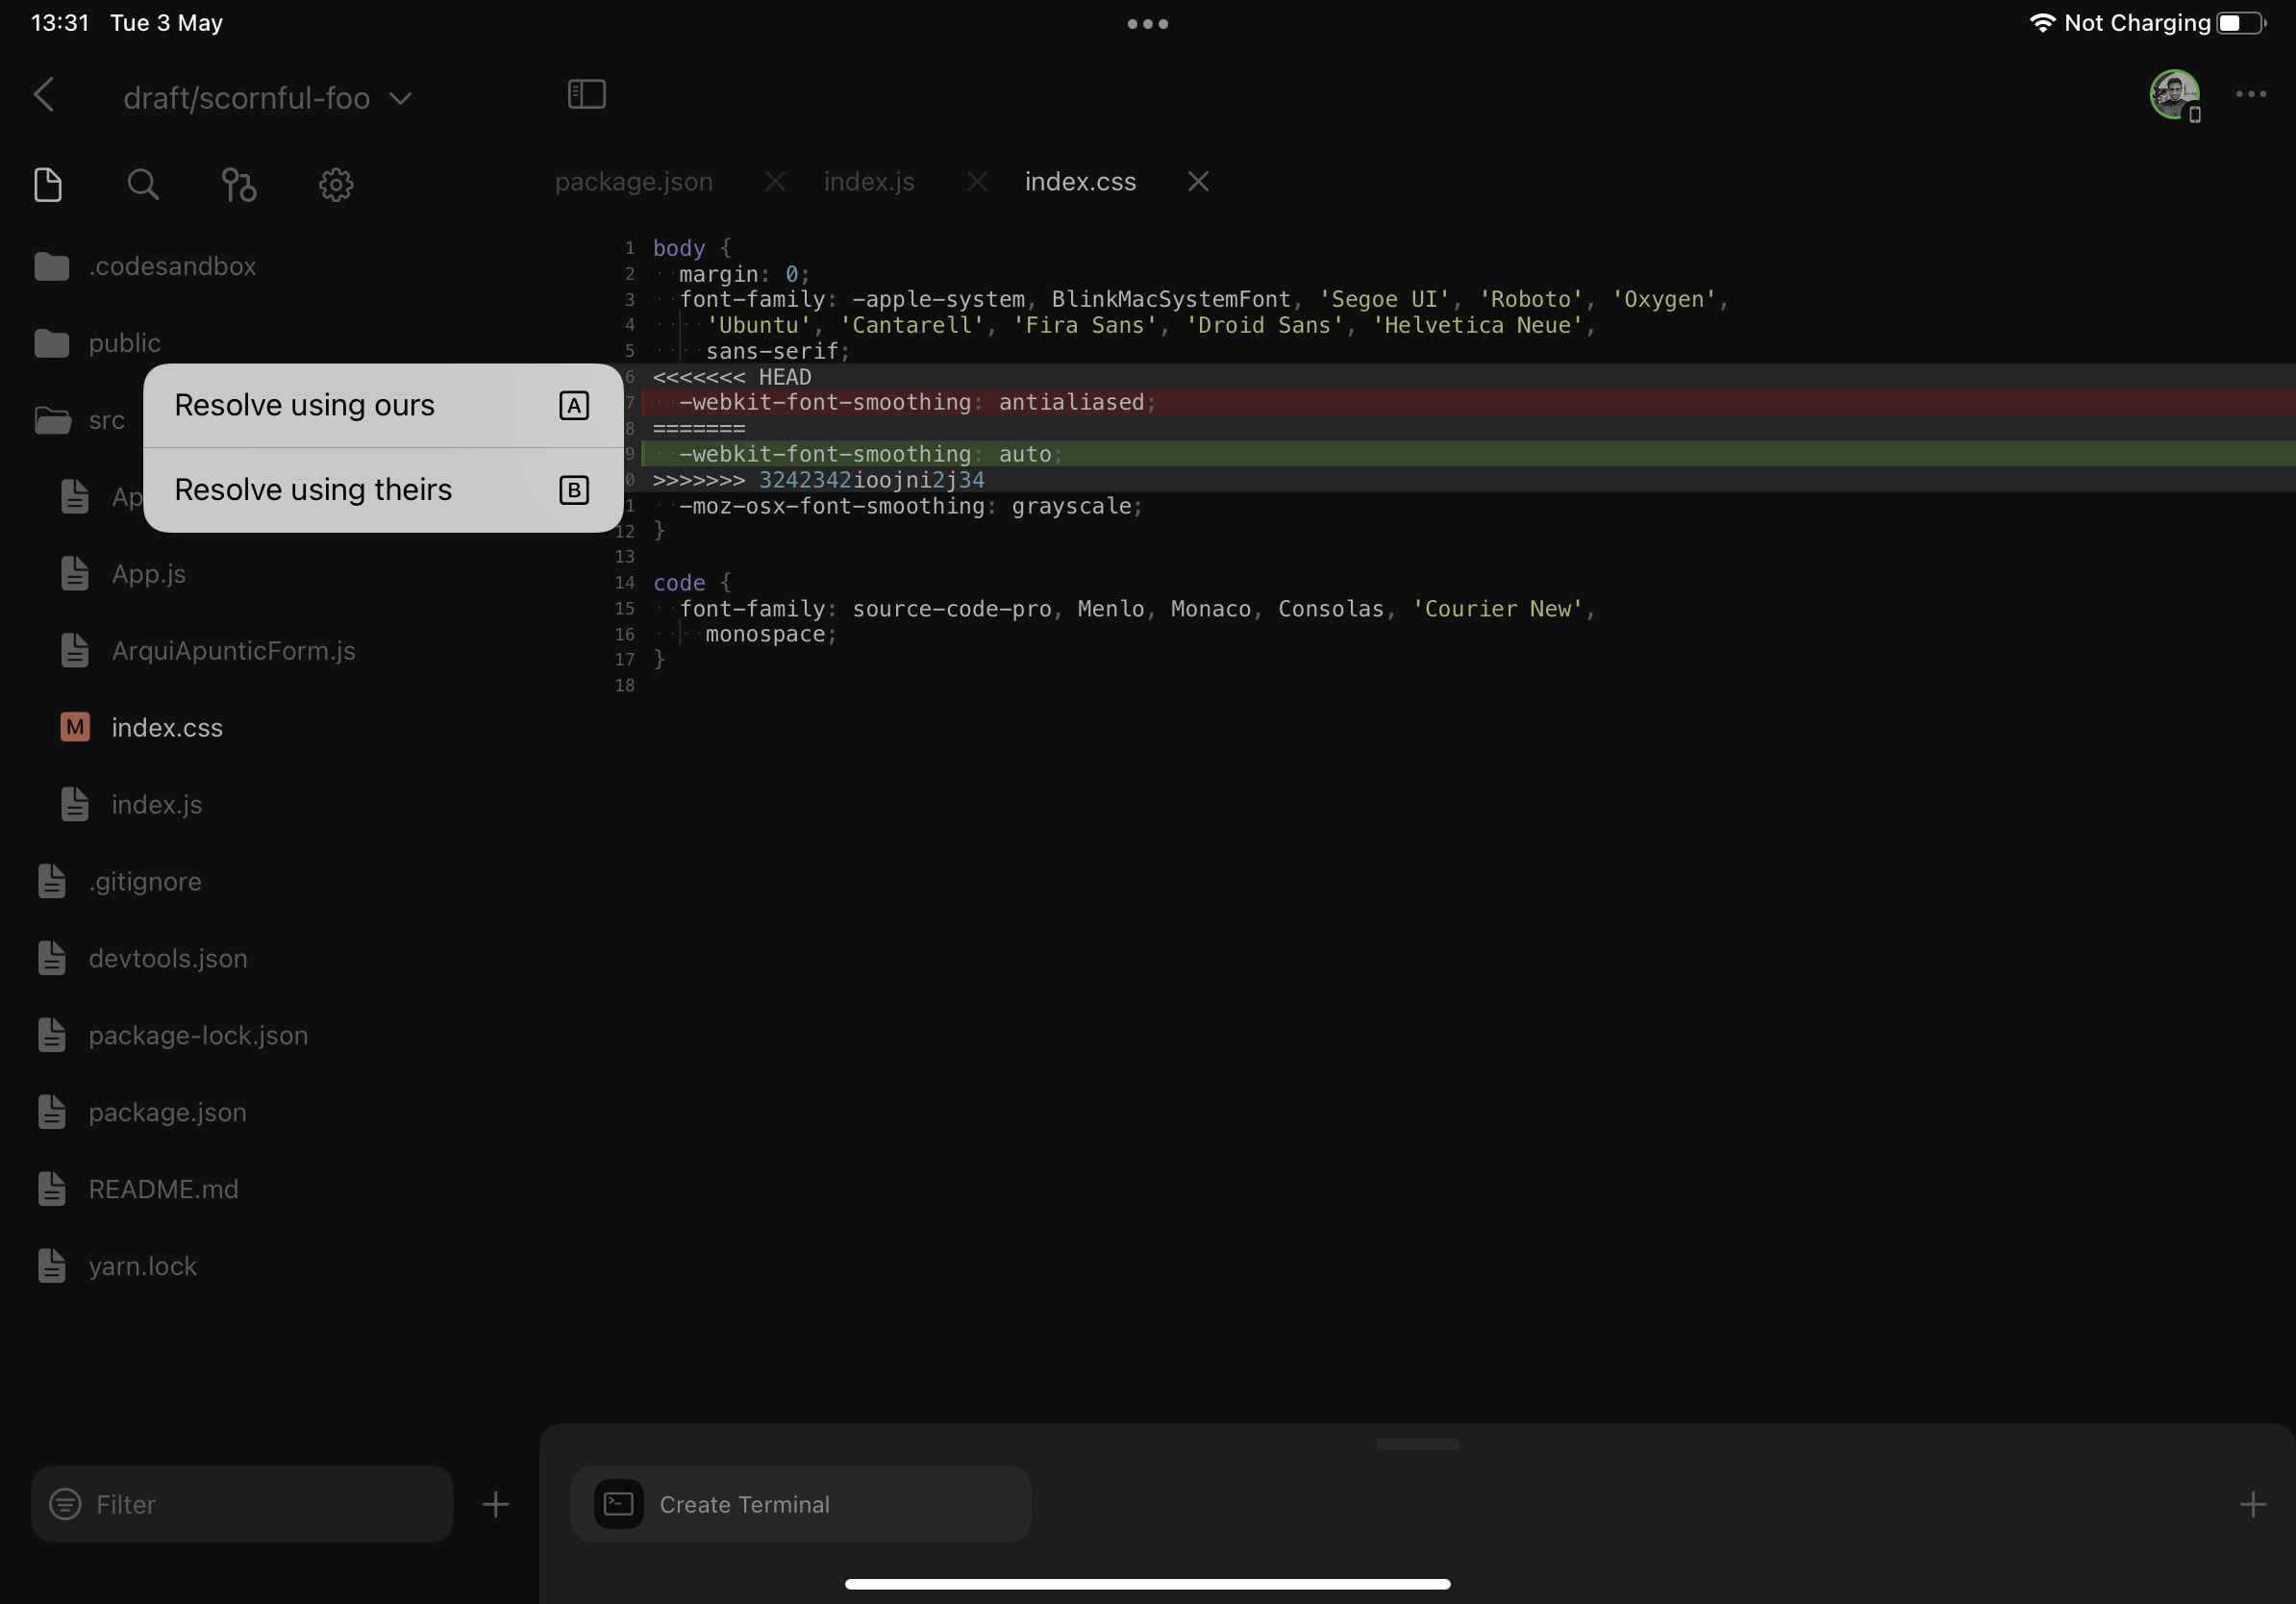 13:31 Tue 3 May
Not Charging
draft/scornful-foo
package.json
index.js
index.css
.codesandbox
public
src
Resolve using ours A
Resolve using theirs B
Ap
App.js
ArquiApunticForm.js
M index.css
index.js
.gitignore
devtools.json
package-lock.json
package.json
README.md
yarn.lock
Filter
1 body {
2 margin: 0;
3 font-family: -apple-system, BlinkMacSystemFont, 'Segoe UI', 'Roboto', 'Oxygen',
4 'Ubuntu', 'Cantarell', 'Fira Sans', 'Droid Sans', 'Helvetica Neue',
5 sans-serif;
6 <<<<<<< HEAD
7 -webkit-font-smoothing: antialiased;
8 =======
9 -webkit-font-smoothing: auto;
0 >>>>>>> 3242342ioojni2j34
1 -moz-osx-font-smoothing: grayscale;
12 }
13
14 code {
15 font-family: source-code-pro, Menlo, Monaco, Consolas, 'Courier New',
16 monospace;
17 }
18
Create Terminal